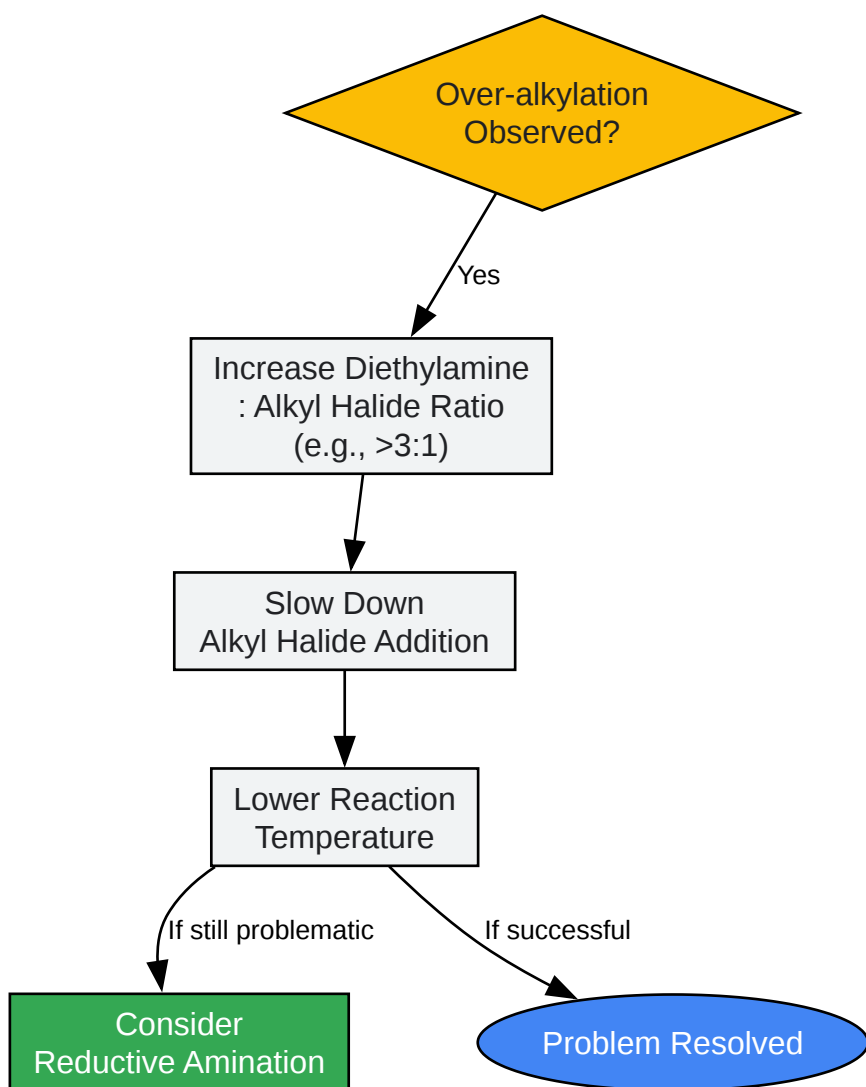 Over-alkylation
Observed?
Yes
Increase Diethylamine
: Alkyl Halide Ratio
(e.g., >3:1)
Slow Down
Alkyl Halide Addition
Lower Reaction
Temperature
If still problematic
If successful
Consider
Reductive Amination
Problem Resolved